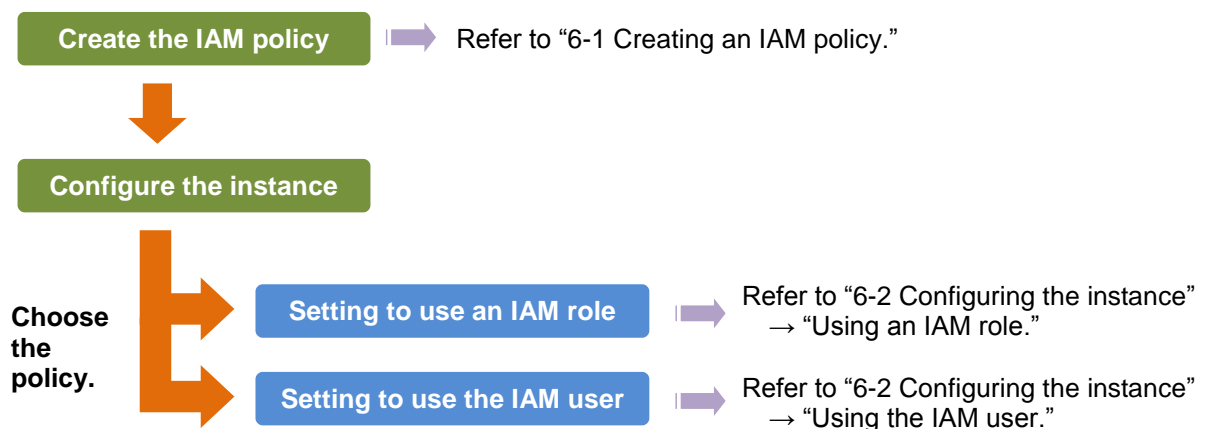 Create the IAM policy
Refer to “6-1 Creating an IAM policy.”
Configure the instance
Choose
the
policy.
Setting to use an IAM role
Refer to “6-2 Configuring the instance”
→ “Using an IAM role.”
Setting to use the IAM user
Refer to “6-2 Configuring the instance”
→ “Using the IAM user.”